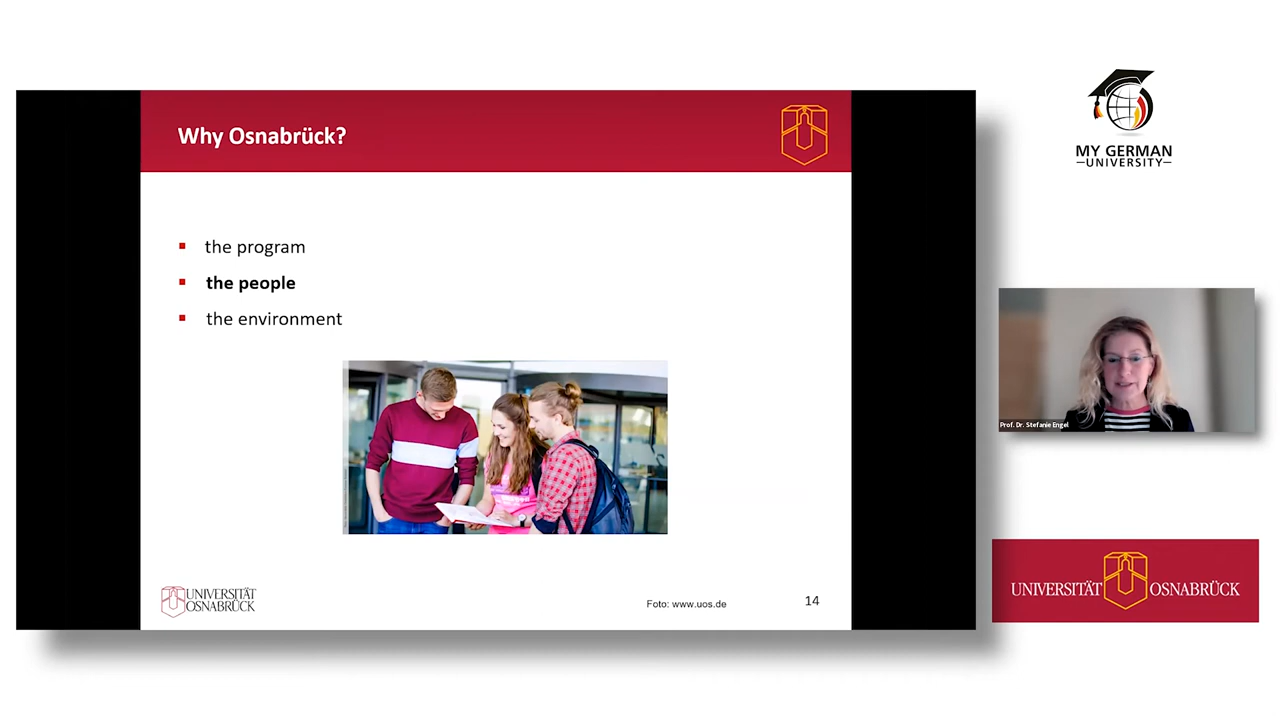 Why Osnabrück?
the program
the people
the environment
UNIVERSITÄT
OSNABRÜCK
Foto: www.uos.de
14
MY GERMAN
UNIVERSITY
Prof. Dr. Stefanie Engel
UNIVERSITÄT OSNABRÜCK